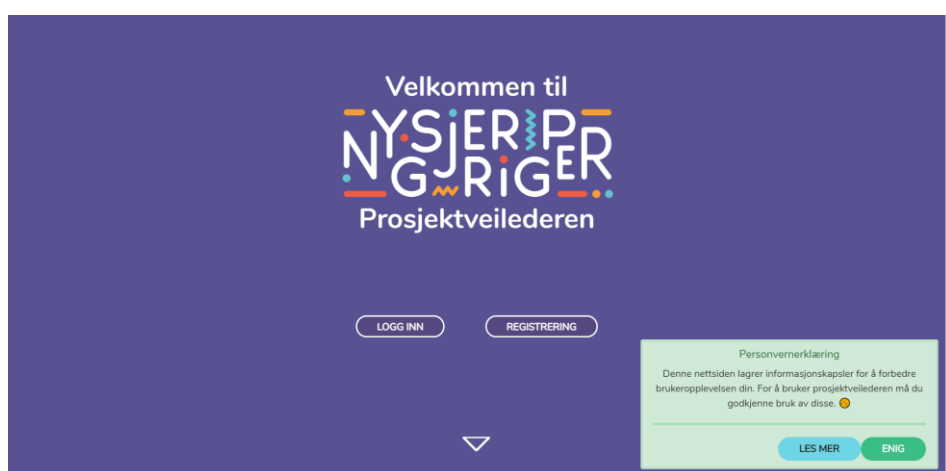 Velkommen til
NYSGJERRIGPER
Prosjektveilederen
LOGG INN
REGISTRERING
Personvernerklæring
Denne nettsiden lagrer informasjonskapsler for å forbedre
brukeropplevelsen din. For å bruker prosjektveilederen må du
godkjenne bruk av disse.
LES MER
ENIG